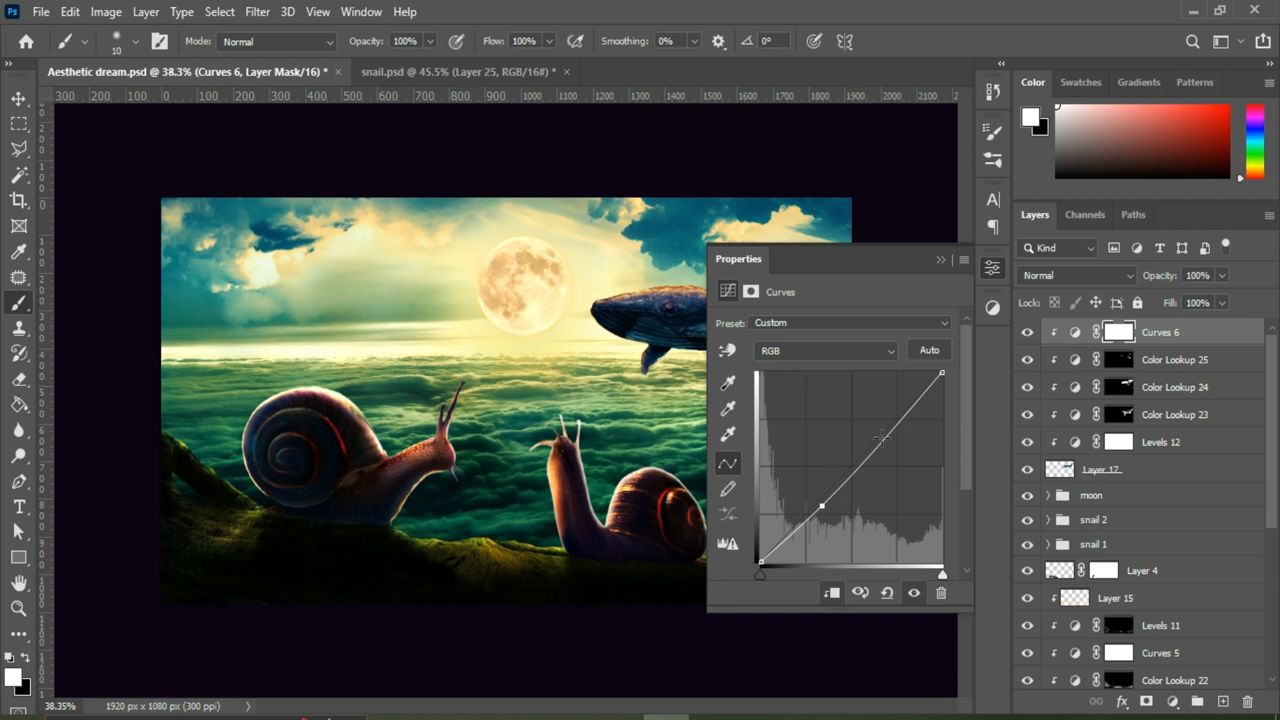 Ps File Edit Image Layer Type Select Filter 3D View Window Help
10 Mode: Normal Opacity: 100% Flow: 100% Smoothing: 0% 0°
Aesthetic dream.psd @ 38.3% (Curves 6, Layer Mask/16) * × snail.psd @ 45.5% (Layer 25, RGB/16#) * ×
300 200 100 0 100 200 300 400 500 600 700 800 900 1000 1100 1200 1300 1400 1500 1600 1700 1800 1900 2000 2100
Color Swatches Gradients Patterns
Layers Channels Paths
Kind
Normal Opacity: 100%
Lock: Fill: 100%
Curves 6
Color Lookup 25
Color Lookup 24
Color Lookup 23
Levels 12
Layer 17
moon
snail 2
snail 1
Layer 4
Layer 15
Levels 11
Curves 5
Color Lookup 22
Properties
Curves
Preset: Custom
RGB Auto
38.35% 1920 px x 1080 px (300 ppi)